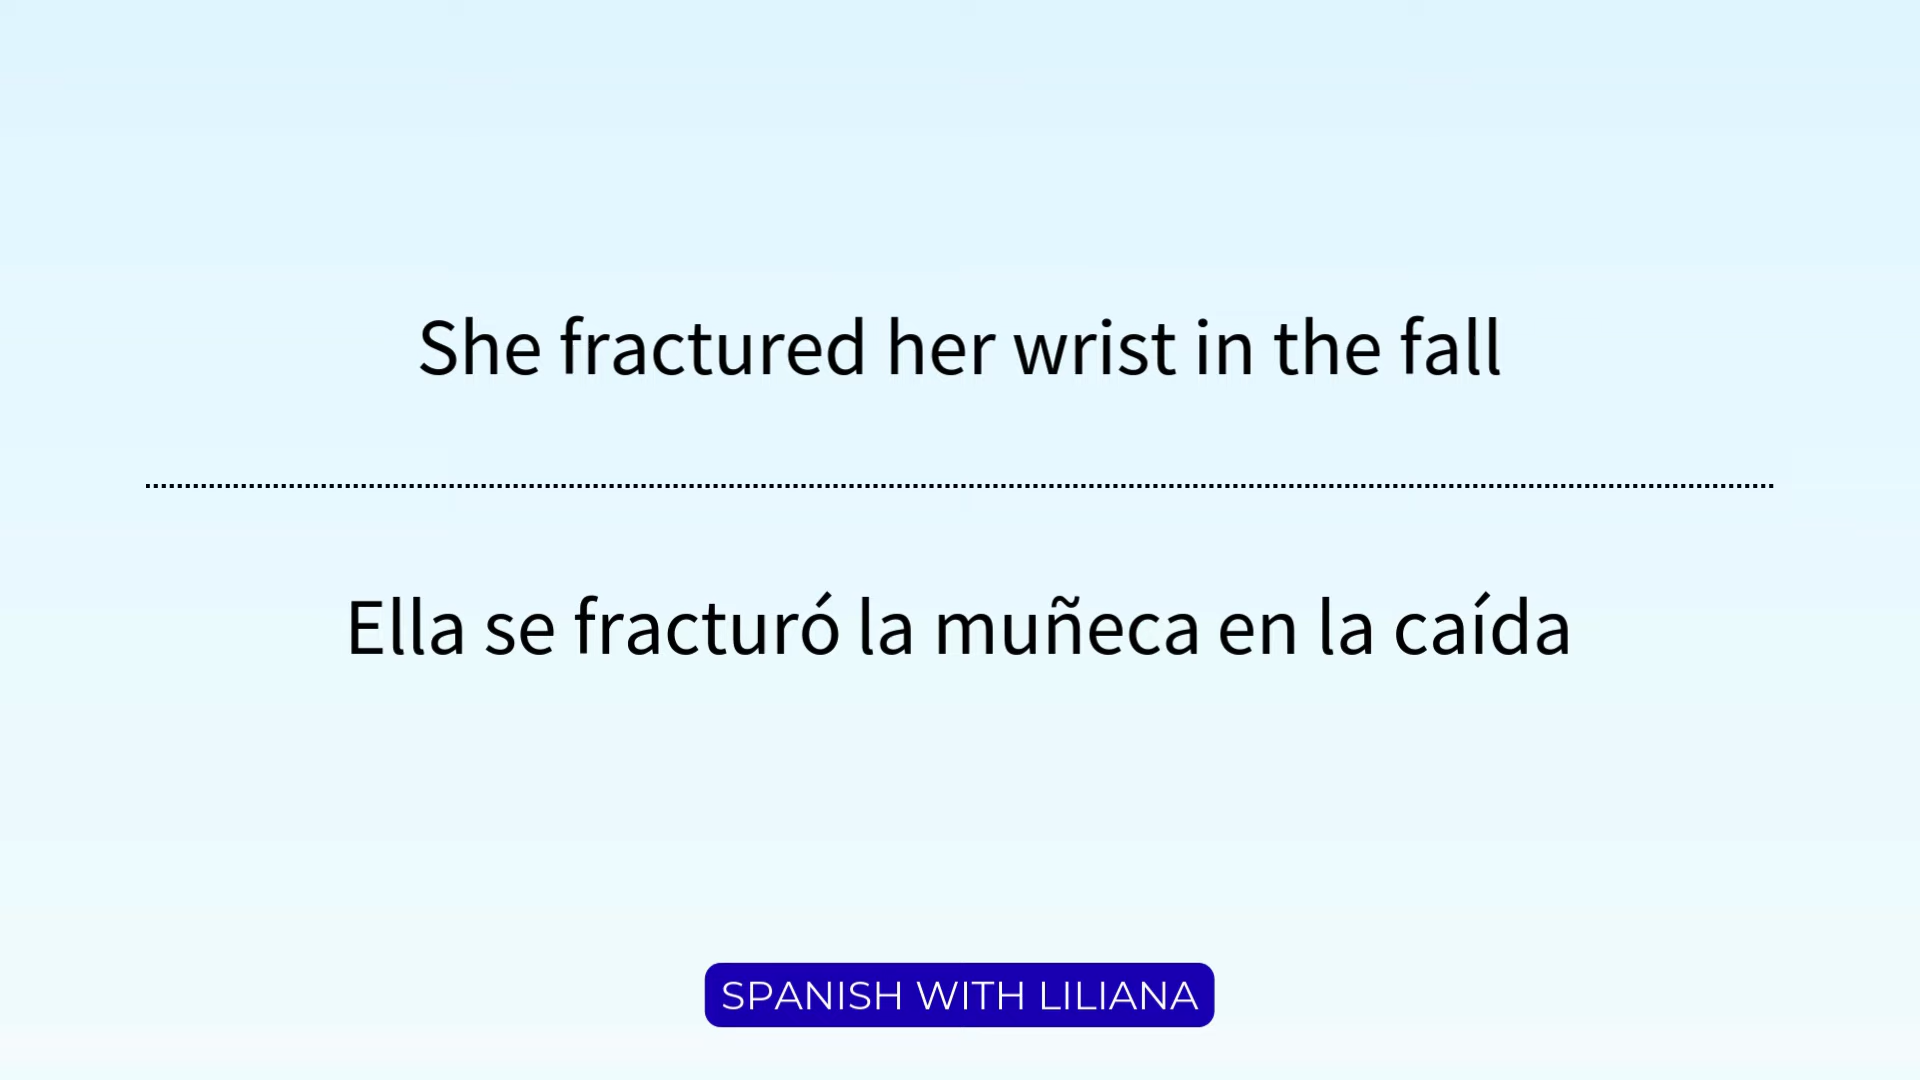 She fractured her wrist in the fall
Ella se fracturó la muñeca en la caída
SPANISH WITH LILIANA